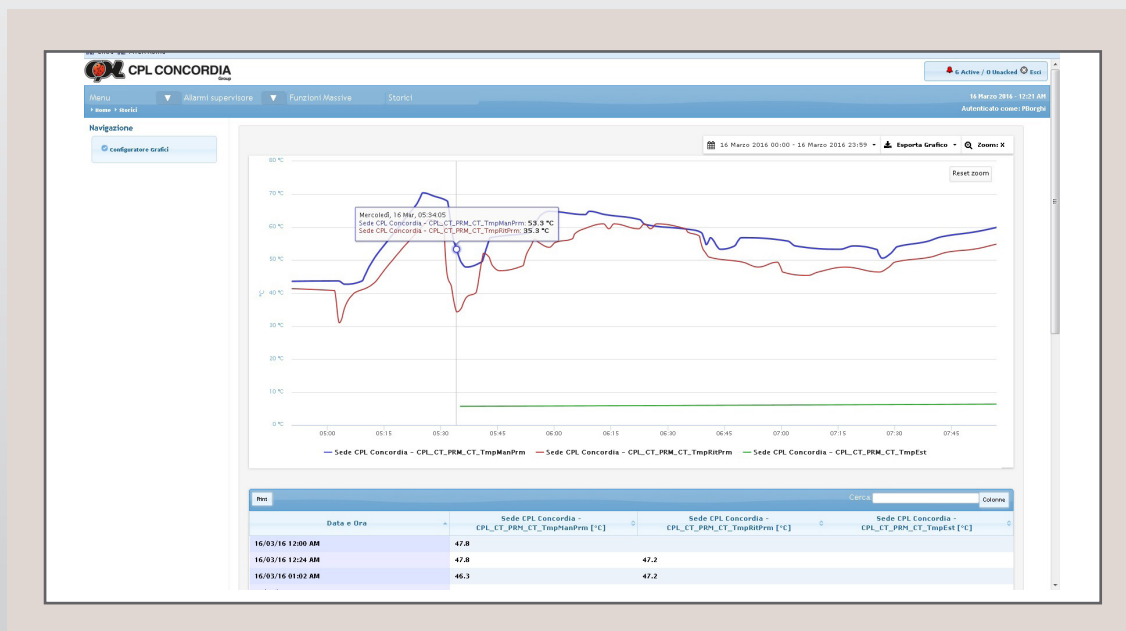 CPL CONCORDIA
Group
6 Active / 0 Unacked Esci
Menu Allarmi supervisore Funzioni Massiva Storici
16 Marzo 2016 - 12:21 AM
Home Storici
Autenticato come: PBorghi
Navigazione
Configuratore Grafici
16 Marzo 2016 00:00 - 16 Marzo 2016 23:59 Esporta Grafico Zoom: X
Reset zoom
80 °C
70 °C
60 °C
50 °C
40 °C
30 °C
20 °C
10 °C
0 °C
°C
Mercoledì, 16 Mar, 05:34:05
Sede CPL Concordia - CPL_CT_PRM_CT_TmpManPrm: 53.3 °C
Sede CPL Concordia - CPL_CT_PRM_CT_TmpRitPrm: 35.3 °C
05:00 05:15 05:30 05:45 06:00 06:15 06:30 06:45 07:00 07:15 07:30 07:45
Sede CPL Concordia - CPL_CT_PRM_CT_TmpManPrm Sede CPL Concordia - CPL_CT_PRM_CT_TmpRitPrm Sede CPL Concordia - CPL_CT_PRM_CT_TmpEst
Print Cerca Colonne
Data e Ora
Sede CPL Concordia -
CPL_CT_PRM_CT_TmpManPrm [°C]
Sede CPL Concordia -
CPL_CT_PRM_CT_TmpRitPrm [°C]
Sede CPL Concordia -
CPL_CT_PRM_CT_TmpEst [°C]
16/03/16 12:00 AM 47.8
16/03/16 12:24 AM 47.8 47.2
16/03/16 01:02 AM 46.3 47.2